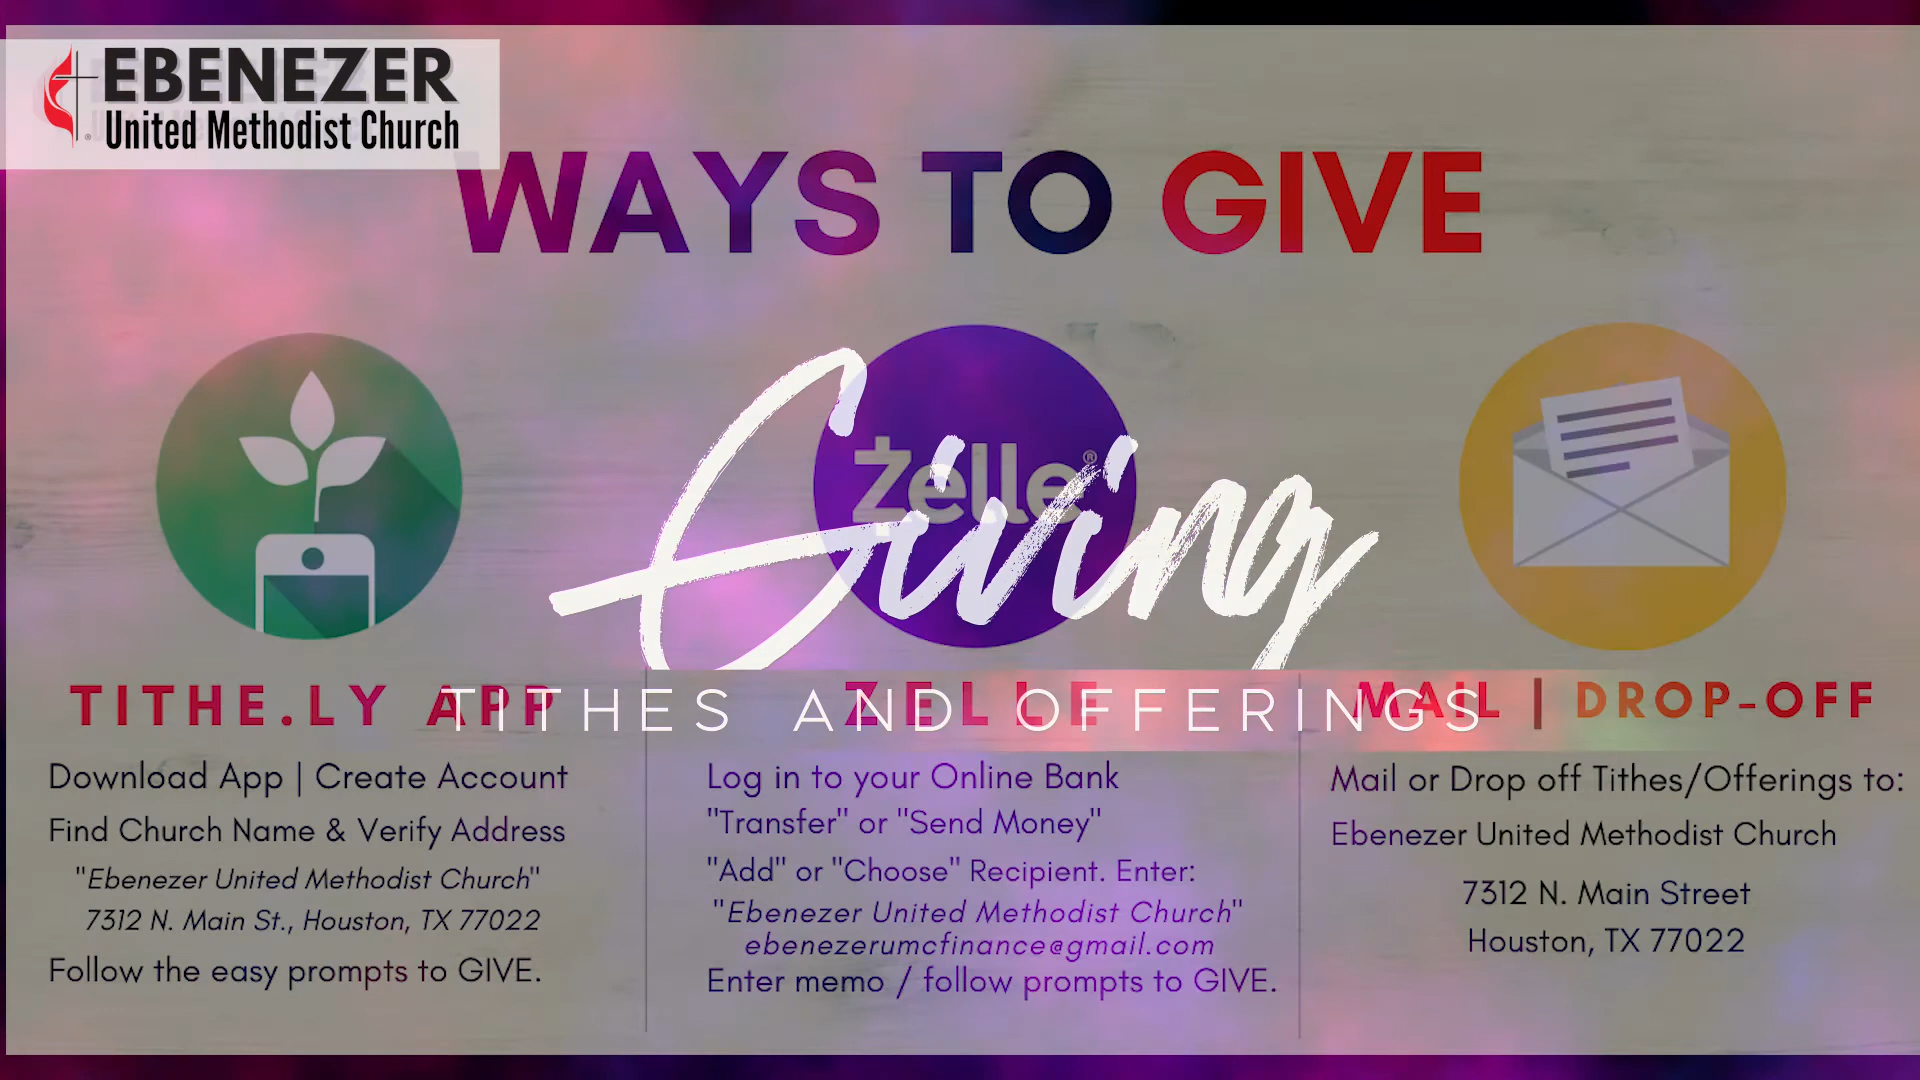 EBENEZER
United Methodist Church
WAYS TO GIVE
Zelle®
Giving
TITHES AND OFFERINGS
TITHE.LY APP
Download App | Create Account
Find Church Name & Verify Address
"Ebenezer United Methodist Church"
7312 N. Main St., Houston, TX 77022
Follow the easy prompts to GIVE.
ZELLE
Log in to your Online Bank
"Transfer" or "Send Money"
"Add" or "Choose" Recipient. Enter:
"Ebenezer United Methodist Church"
ebenezerumcfinance@gmail.com
Enter memo / follow prompts to GIVE.
MAIL | DROP-OFF
Mail or Drop off Tithes/Offerings to:
Ebenezer United Methodist Church
7312 N. Main Street
Houston, TX 77022